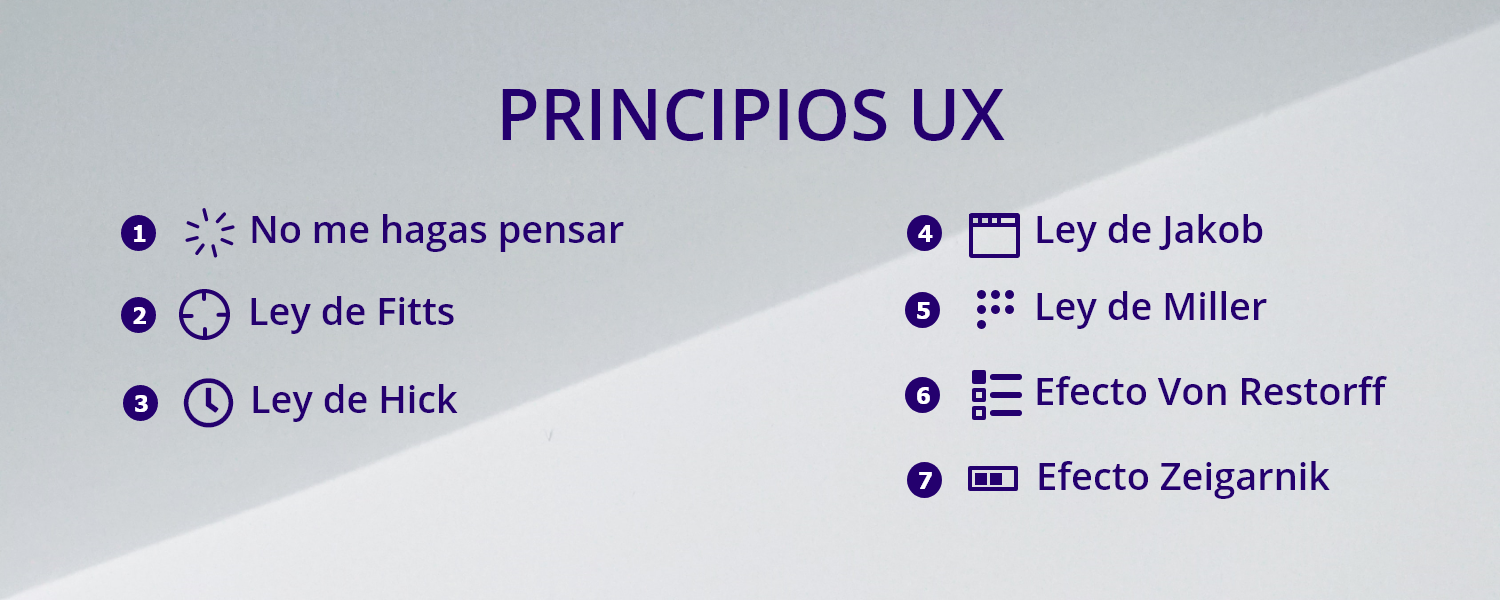 PRINCIPIOS UX
1 No me hagas pensar
2 Ley de Fitts
3 Ley de Hick
4 Ley de Jakob
5 Ley de Miller
6 Efecto Von Restorff
7 Efecto Zeigarnik